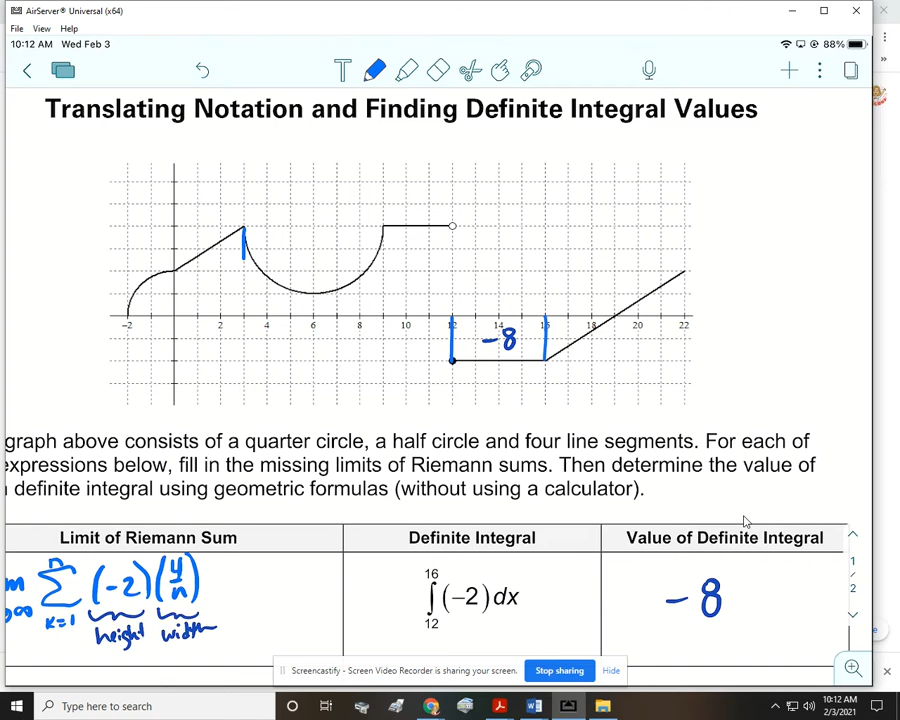 AirServer® Universal (x64)
File View Help
10:12 AM Wed Feb 3 88%
T
Translating Notation and Finding Definite Integral Values
-2 2 4 6 8 10 12 14 16 18 20 22
-8
graph above consists of a quarter circle, a half circle and four line segments. For each of
expressions below, fill in the missing limits of Riemann sums. Then determine the value of
definite integral using geometric formulas (without using a calculator).
Limit of Riemann Sum Definite Integral Value of Definite Integral
n
∑ (-2) (4/n)
k=1
∞
height width
16
∫(−2)dx
12
-8
1
2
Screencastify - Screen Video Recorder is sharing your screen. Stop sharing Hide
Type here to search
10:12 AM
2/3/2021